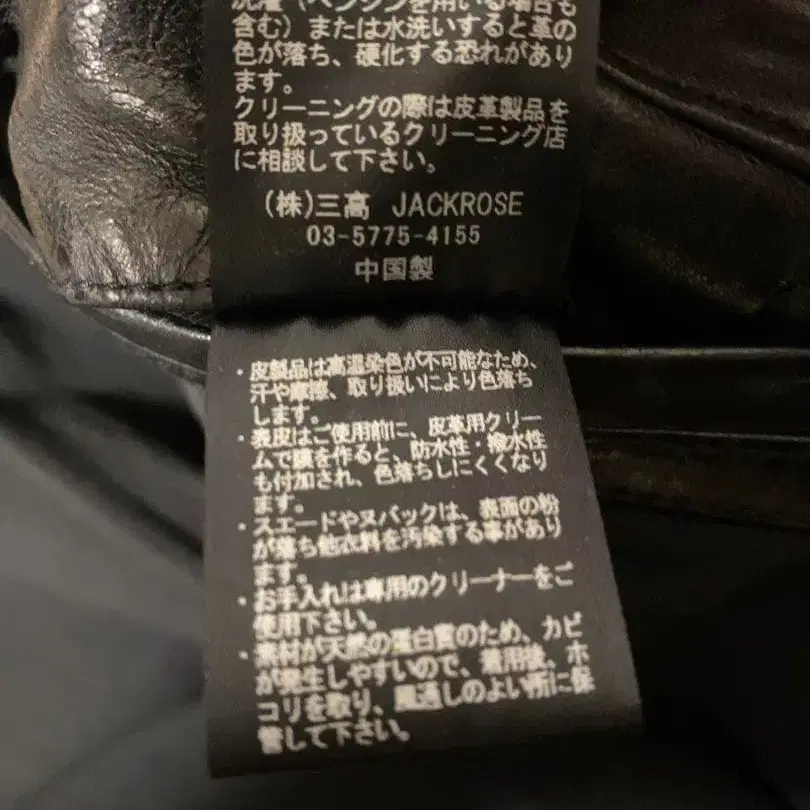 洗濯（ベンジンを用いる場合も
含む）または水洗いすると革の
色が落ち、硬化する恐れがあり
ます。
クリーニングの際は皮革製品を
取り扱っているクリーニング店
に相談して下さい。
(株)三高 JACKROSE
03-5775-4155
中国製
・皮製品は高温染色が不可能なため、
汗や摩擦、取り扱いにより色落ち
します。
・表皮はご使用前に、皮革用クリー
ムで膜を作ると、防水性・撥水性
も付加され、色落ちしにくくなり
ます。
・スエードやヌバックは、表面の粉
が落ち他衣料を汚染する事があり
ます。
・お手入れは専用のクリーナーをご
使用下さい。
・素材が天然の蛋白質のため、カビ
が発生しやすいので、着用後、ホ
コリを取り、風通しのよい所に保
管して下さい。